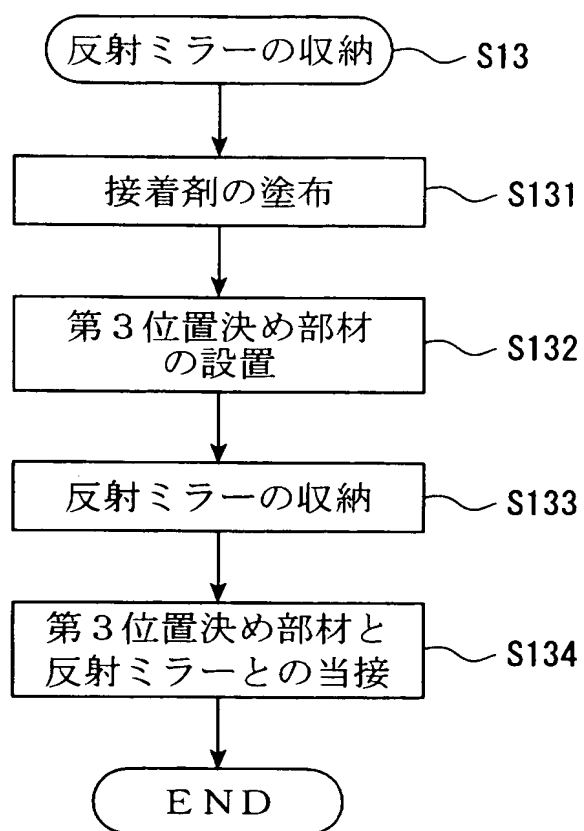 反射ミラーの収納
S13
接着剤の塗布
S131
第３位置決め部材
の設置
S132
反射ミラーの収納
S133
第３位置決め部材と
反射ミラーとの当接
S134
END